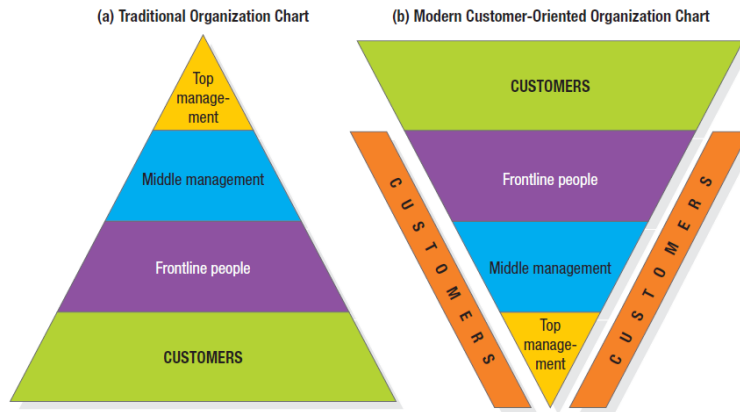 (a) Traditional Organization Chart
Top
manage-
ment
Middle management
Frontline people
CUSTOMERS
(b) Modern Customer-Oriented Organization Chart
CUSTOMERS
Frontline people
Middle management
Top
manage-
ment
CUSTOMERS
CUSTOMERS